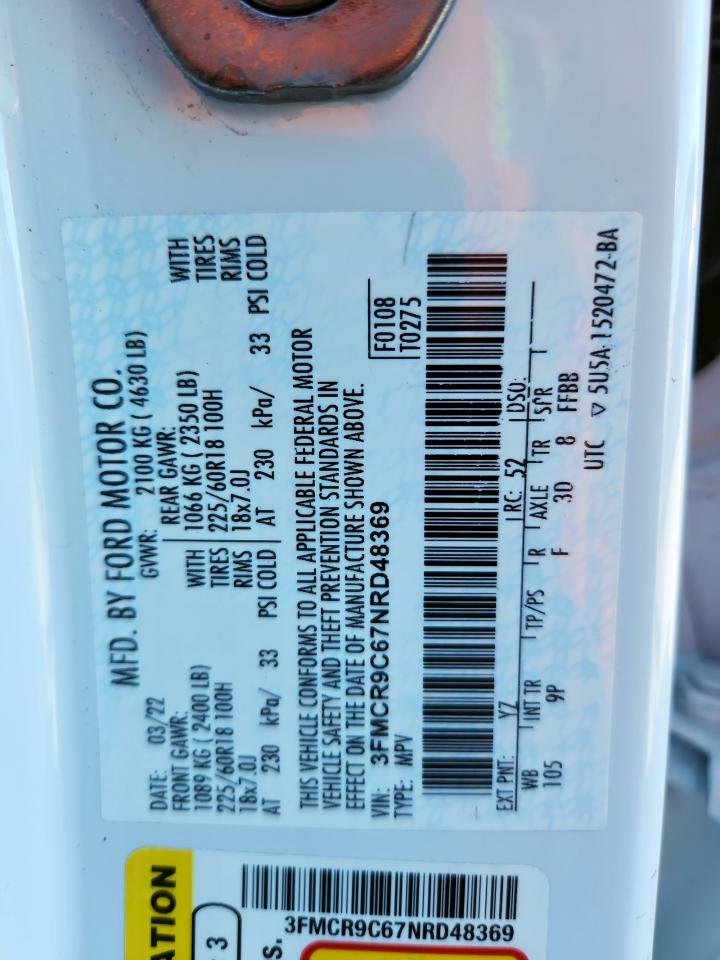 MFD. BY FORD MOTOR CO.
DATE: 03/22 GVWR: 2100 KG ( 4630 LB)
FRONT GAWR: REAR GAWR:
1089 KG ( 2400 LB) WITH 1066 KG ( 2350 LB) WITH
225/60R18 100H TIRES 225/60R18 100H TIRES
18x7.0J RIMS 18x7.0J RIMS
AT 230 kPa/ 33 PSI COLD AT 230 kPa/ 33 PSI COLD
THIS VEHICLE CONFORMS TO ALL APPLICABLE FEDERAL MOTOR
VEHICLE SAFETY AND THEFT PREVENTION STANDARDS IN
EFFECT ON THE DATE OF MANUFACTURE SHOWN ABOVE.
VIN: 3FMCR9C67NRD48369 F0108
TYPE: MPV T0275
EXT PNT: YZ RC: 52 DSO:
WB INT TR TP/PS R AXLE TR SPR T
105 9P F 3D 8 FFBB
UTC ▽ 5U5A-1520472-BA
ATION
3
S.
3FMCR9C67NRD48369